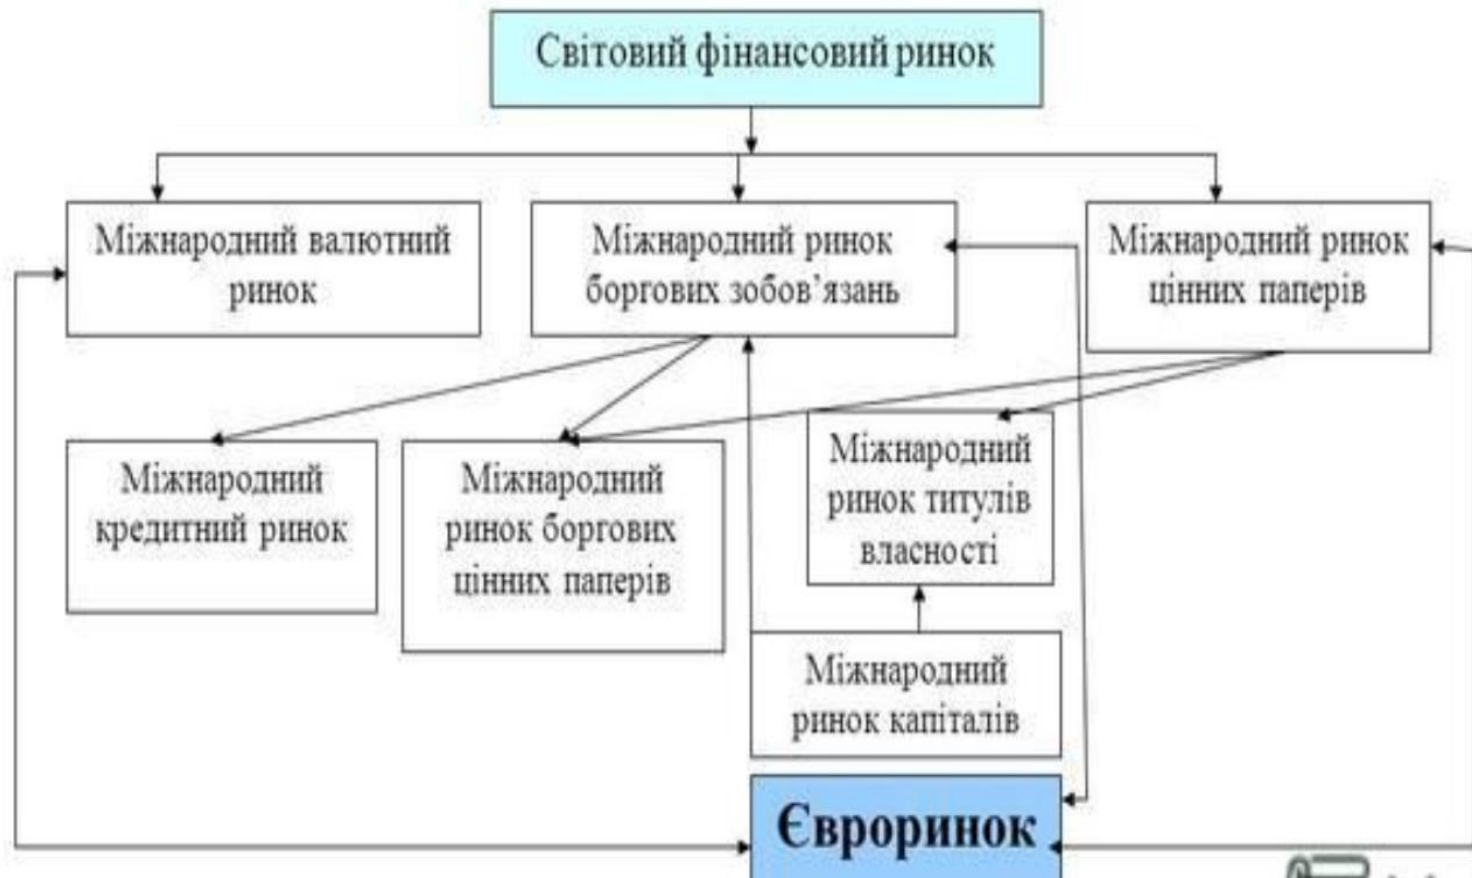 Світовий фінансовий ринок
Міжнародний валютний
ринок
Міжнародний ринок
боргових зобов’язань
Міжнародний ринок
цінних паперів
Міжнародний
кредитний ринок
Міжнародний
ринок боргових
цінних паперів
Міжнародний
ринок титулів
власності
Міжнародний
ринок капіталів
Євроринок